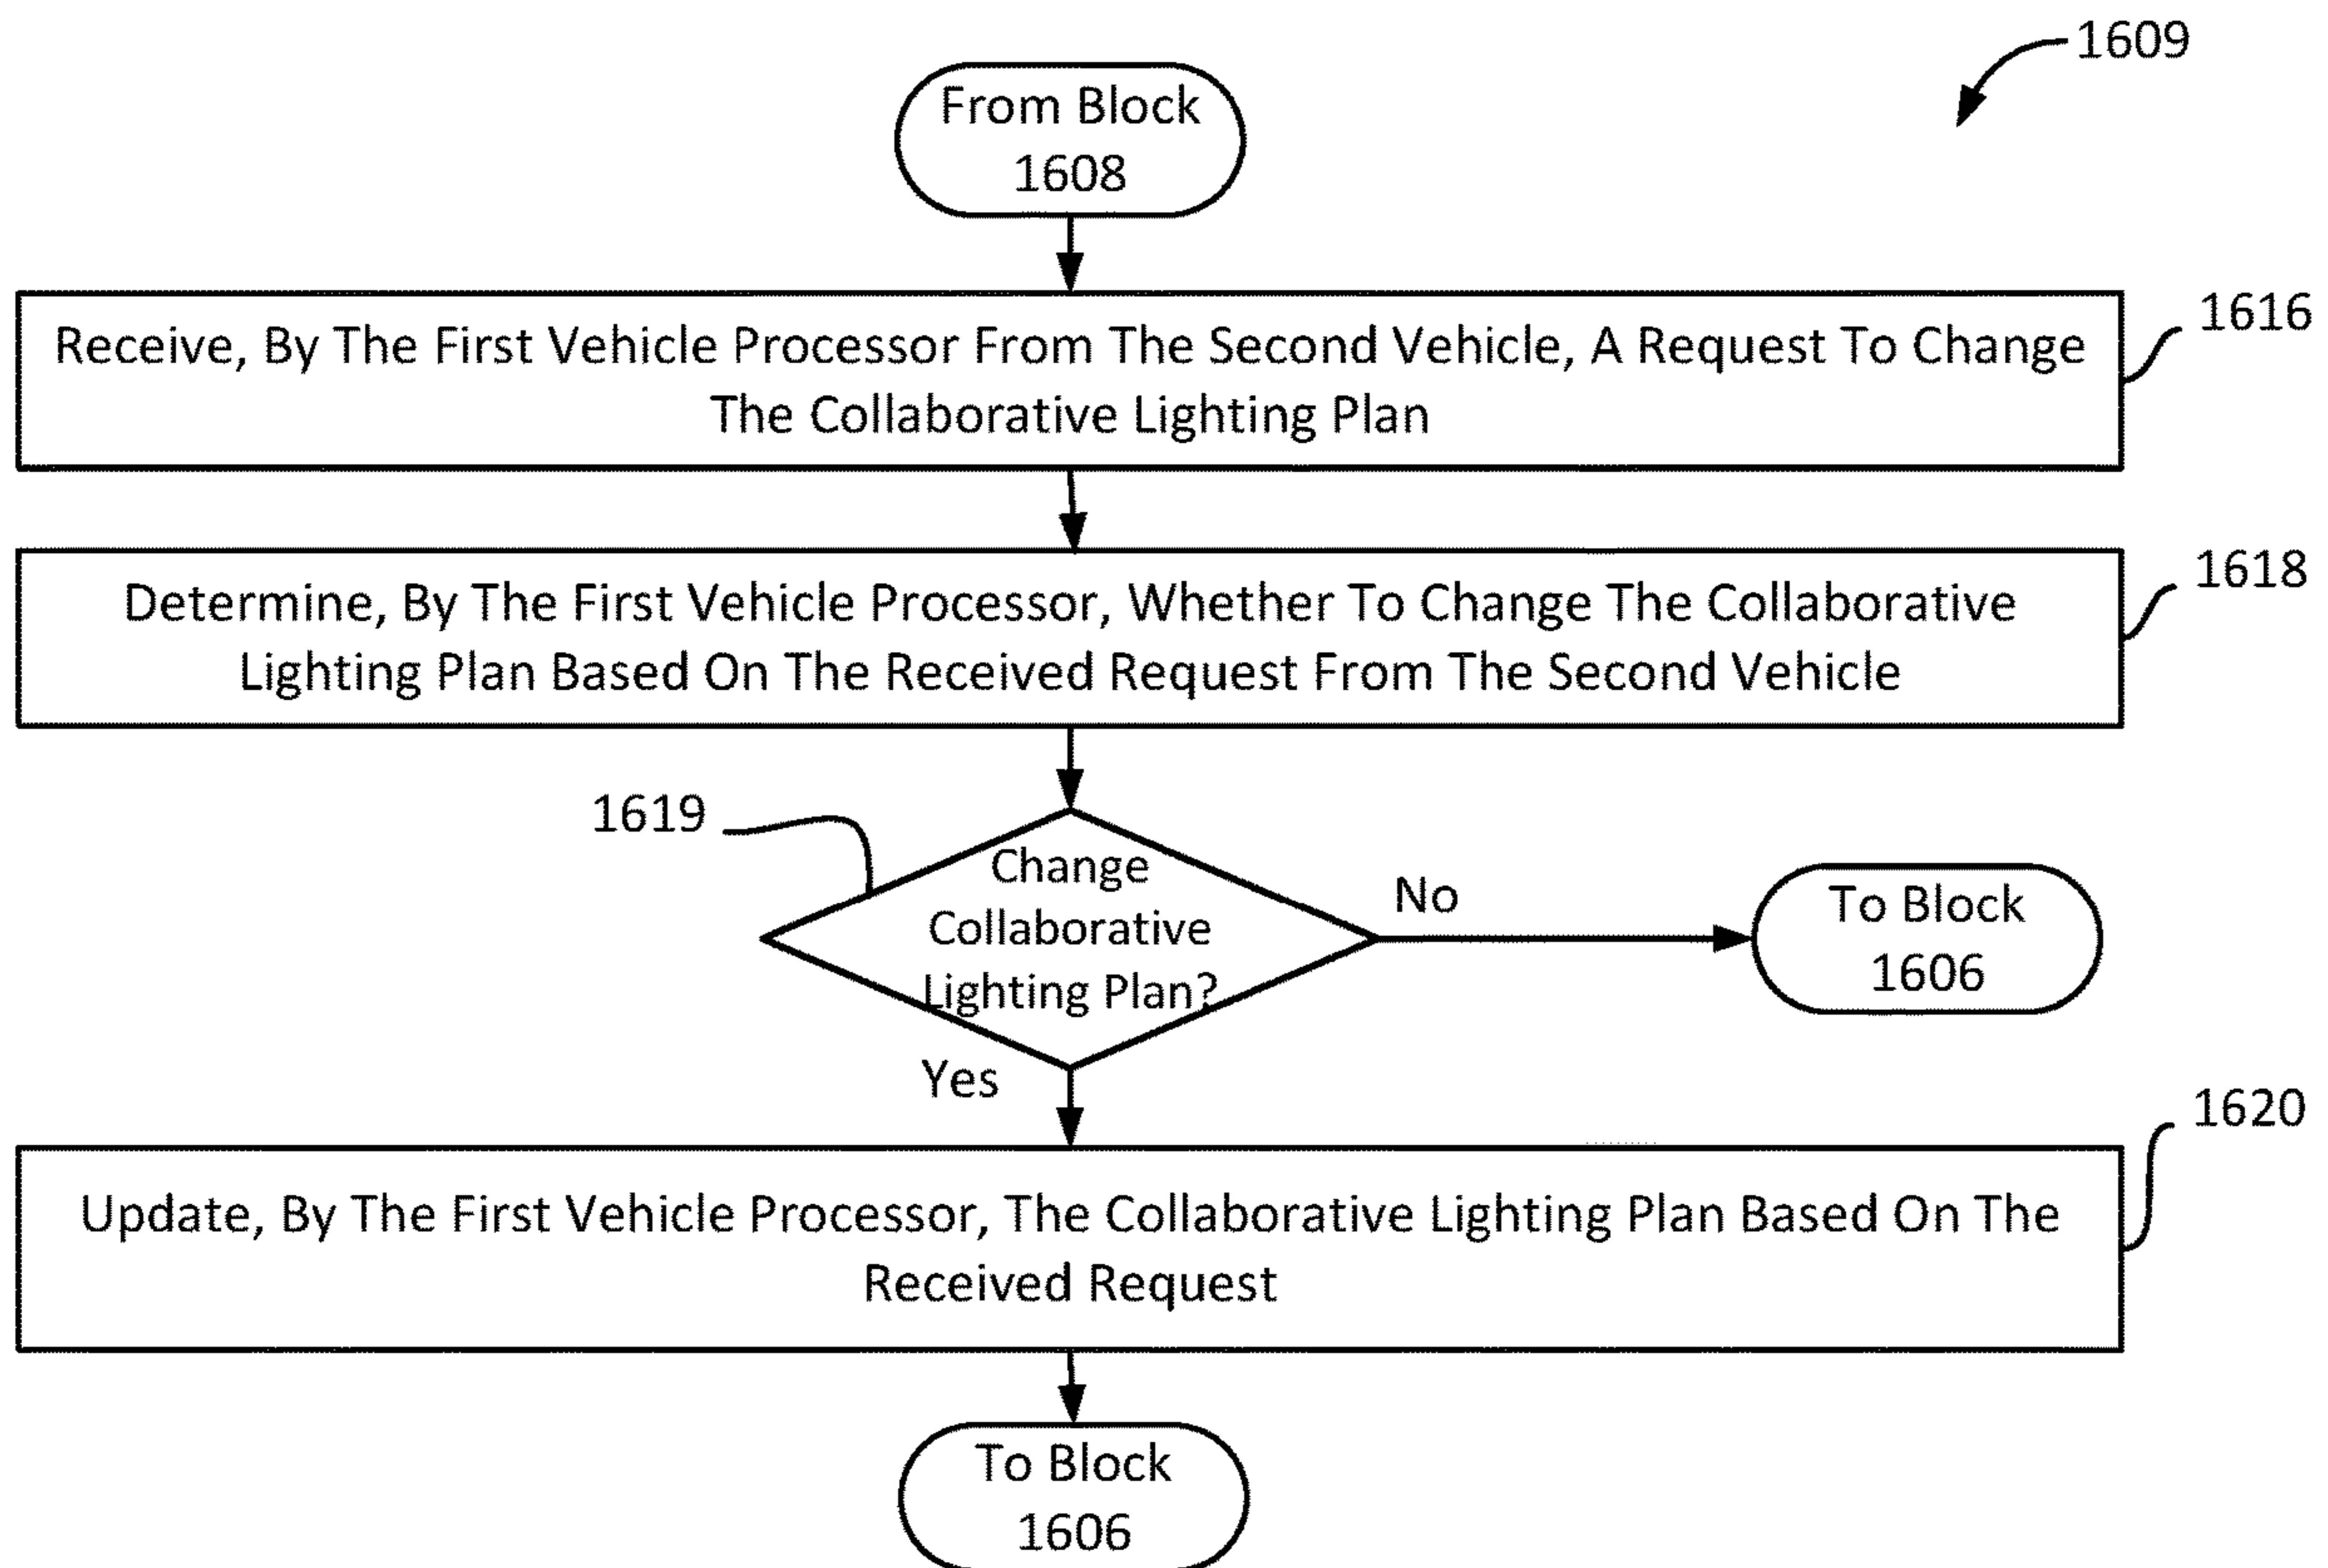 1609
From Block
1608
1616
Receive, By The First Vehicle Processor From The Second Vehicle, A Request To Change
The Collaborative Lighting Plan
1618
Determine, By The First Vehicle Processor, Whether To Change The Collaborative
Lighting Plan Based On The Received Request From The Second Vehicle
1619
Change
Collaborative
Lighting Plan?
No
To Block
1606
Yes
1620
Update, By The First Vehicle Processor, The Collaborative Lighting Plan Based On The
Received Request
To Block
1606